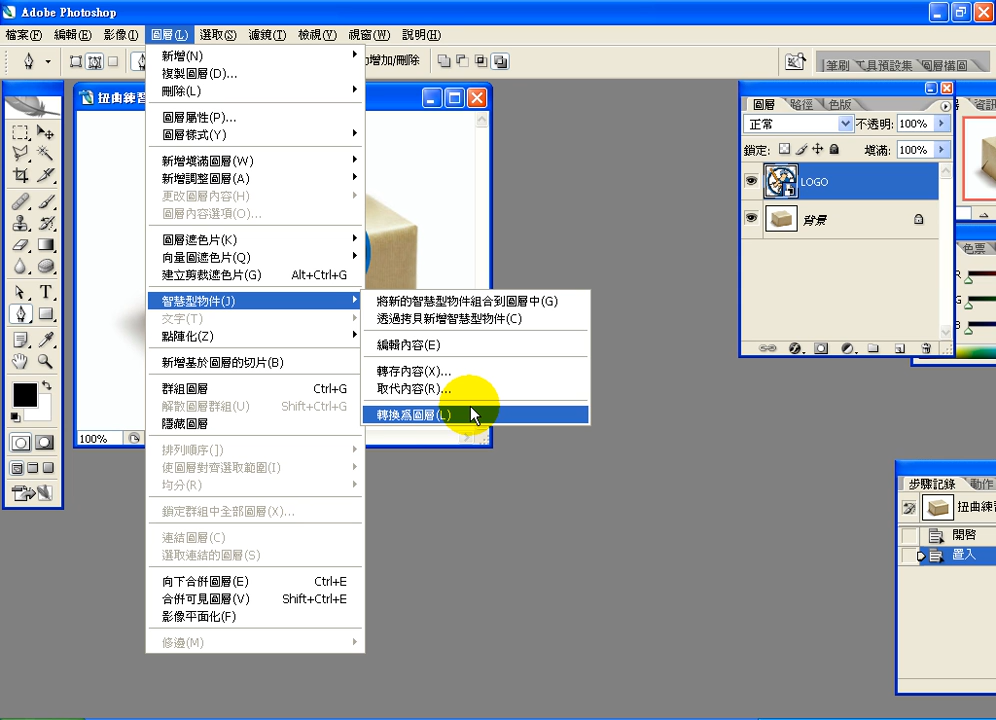 Adobe Photoshop
檔案(F) 編輯(E) 影像(I) 圖層(L) 選取(S) 濾鏡(T) 檢視(V) 視窗(W) 說明(H)
加增加/刪除
筆刷 工具預設集 圖層構圖
扭曲練習
新增(N)
複製圖層(D)...
刪除(L)
圖層屬性(P)...
圖層樣式(Y)
新增填滿圖層(W)
新增調整圖層(A)
更改圖層內容(H)
圖層內容選項(O)...
圖層遮色片(K)
向量圖遮色片(Q)
建立剪裁遮色片(G) Alt+Ctrl+G
智慧型物件(J)
文字(T)
點陣化(Z)
新增基於圖層的切片(B)
群組圖層 Ctrl+G
解散圖層群組(U) Shift+Ctrl+G
隱藏圖層
排列順序(J)
使圖層對齊選取範圍(I)
均分(R)
鎖定群組中全部圖層(X)...
連結圖層(C)
選取連結的圖層(S)
向下合併圖層(E) Ctrl+E
合併可見圖層(V) Shift+Ctrl+E
影像平面化(F)
修邊(M)
將新的智慧型物件組合到圖層中(G)
透過拷貝新增智慧型物件(C)
編輯內容(E)
轉存內容(X)...
取代內容(R)...
轉換為圖層(L)
100%
圖層 路徑 色版
正常 不透明: 100%
鎖定: 填滿: 100%
LOGO
背景
資訊
色票
R
G
B
步驟記錄 動作
扭曲練習
開啓
置入